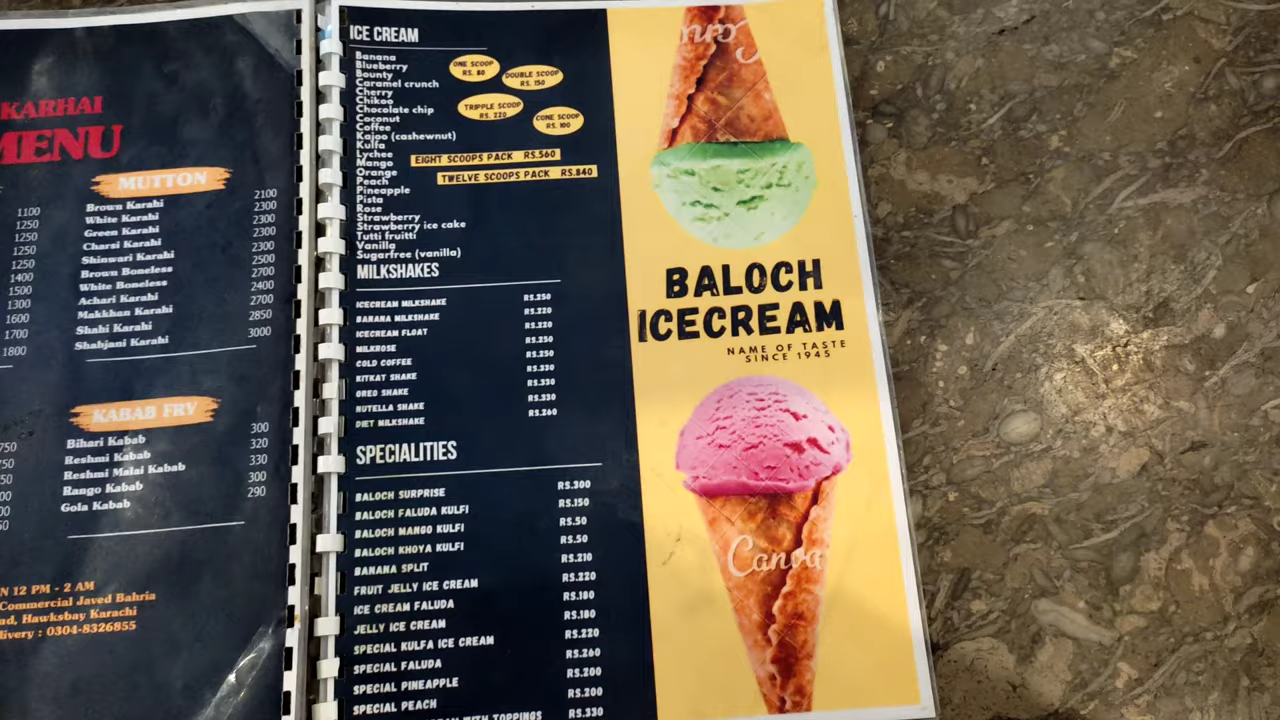 KARHAI
MENU
1100
1250
1250
1250
1250
1400
1500
1300
1600
1700
1800
MUTTON
Brown Karahi 2100
White Karahi 2300
Green Karahi 2300
Charsi Karahi 2300
Shinwari Karahi 2300
Brown Boneless 2500
White Boneless 2700
Achari Karahi 2400
Makkhan Karahi 2700
Shahi Karahi 2850
Shabjani Karahi 3000
KABAB FRY
Bihari Kabab 300
Reshmi Kabab 320
Reshmi Malai Kabab 330
Rango Kabab 300
Gola Kabab 290
12 PM - 2 AM
Commercial Javed Bahria
Hawksbay Karachi
: 0304-8326855
ICE CREAM
Banana
Blueberry
Bounty
Caramel crunch
Cherry
Chikoo
Chocolate chip
Coconut
Coffee
Kajoo (cashewnut)
Kulfa
Lychee
Mango
Orange
Peach
Pineapple
Pista
Rose
Strawberry
Strawberry ice cake
Tutti fruitti
Vanilla
Sugarfree (vanilla)
ONE SCOOP
RS. 80
DOUBLE SCOOP
RS. 150
TRIPPLE SCOOP
RS. 220
CONE SCOOP
RS. 100
EIGHT SCOOPS PACK RS.560
TWELVE SCOOPS PACK RS.840
MILKSHAKES
ICECREAM MILKSHAKE RS.250
BANANA MILKSHAKE RS.220
ICECREAM FLOAT RS.220
MILKROSE RS.250
COLD COFFEE RS.250
KITKAT SHAKE RS.330
OREO SHAKE RS.330
NUTELLA SHAKE RS.330
DIET MILKSHAKE RS.260
SPECIALITIES
BALOCH SURPRISE RS.300
BALOCH FALUDA KULFI RS.150
BALOCH MANGO KULFI RS.50
BALOCH KHOYA KULFI RS.50
BANANA SPLIT RS.210
FRUIT JELLY ICE CREAM RS.220
ICE CREAM FALUDA RS.180
JELLY ICE CREAM RS.180
SPECIAL KULFA ICE CREAM RS.220
SPECIAL FALUDA RS.260
SPECIAL PINEAPPLE RS.200
SPECIAL PEACH RS.200
WITH TOPPINGS RS.330
BALOCH
ICECREAM
NAME OF TASTE
SINCE 1945
Canva